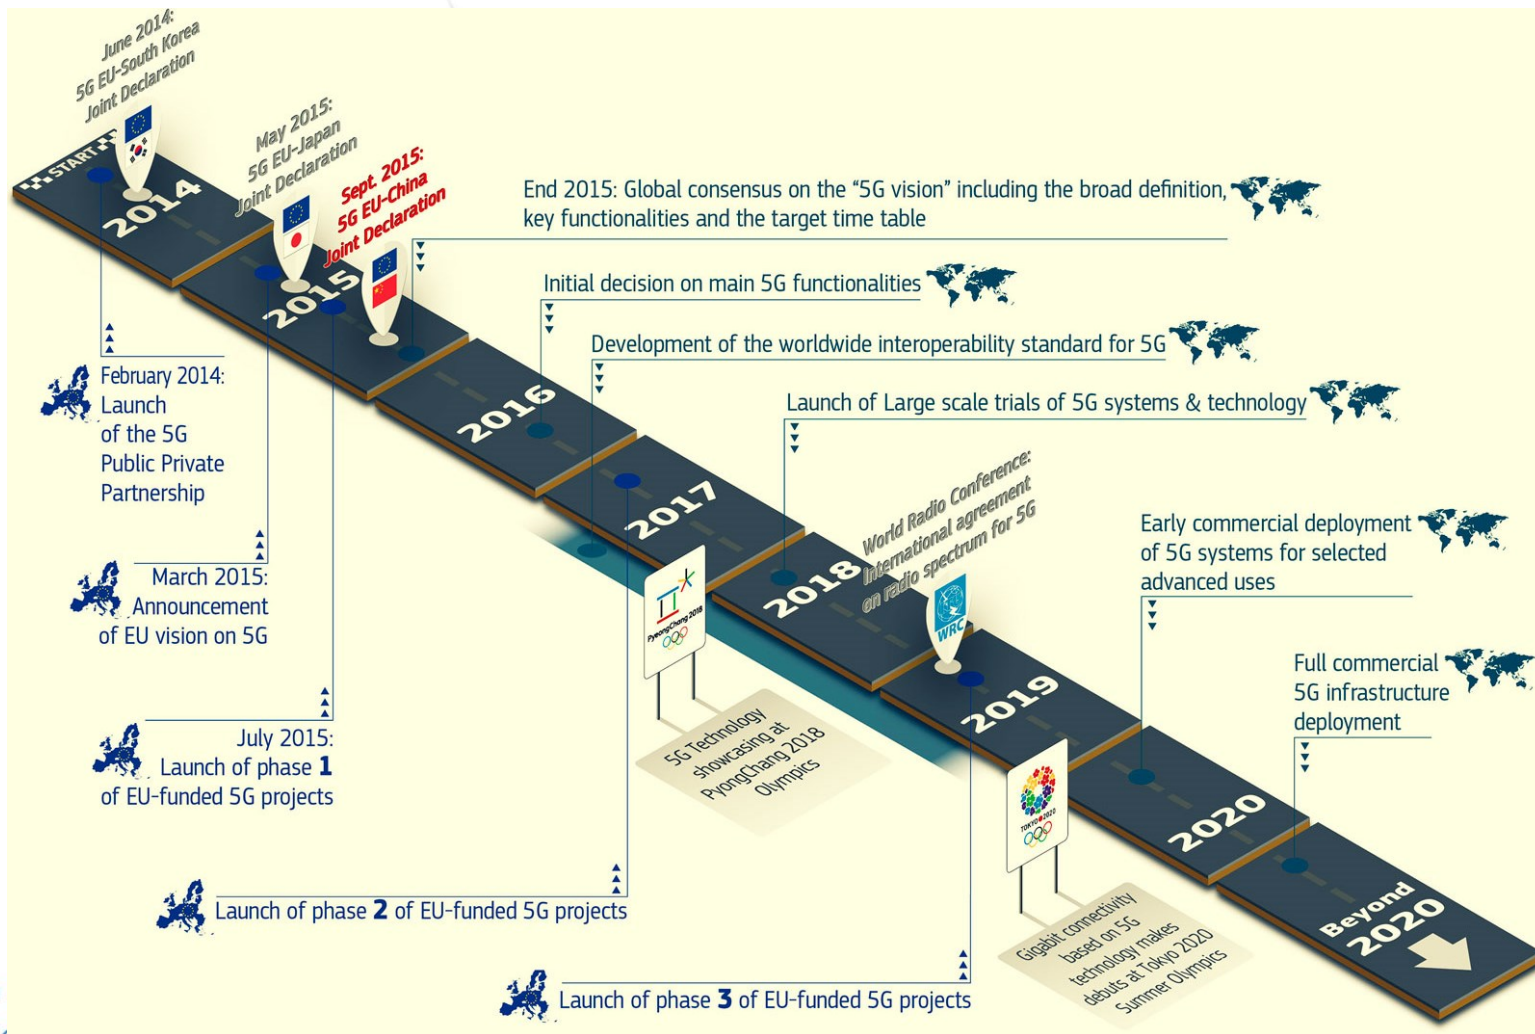 June 2014:
5G EU-South Korea
Joint Declaration
START
2014
May 2015:
5G EU-Japan
Joint Declaration
Sept. 2015:
5G EU-China
Joint Declaration
2015
End 2015: Global consensus on the “5G vision” including the broad definition,
key functionalities and the target time table
Initial decision on main 5G functionalities
Development of the worldwide interoperability standard for 5G
Launch of Large scale trials of 5G systems & technology
February 2014:
Launch
of the 5G
Public Private
Partnership
2016
2017
March 2015:
Announcement
of EU vision on 5G
July 2015:
Launch of phase 1
of EU-funded 5G projects
World Radio Conference:
International agreement
on radio spectrum for 5G
WRC
2018
Early commercial deployment
of 5G systems for selected
advanced uses
Full commercial
5G infrastructure
deployment
PyeongChang 2018
5G Technology
showcasing at
PyongChang 2018
Olympics
2019
TOKYO 2020
Gigabit connectivity
based on 5G
technology makes
debuts at Tokyo 2020
Summer Olympics
2020
Beyond
2020
Launch of phase 2 of EU-funded 5G projects
Launch of phase 3 of EU-funded 5G projects